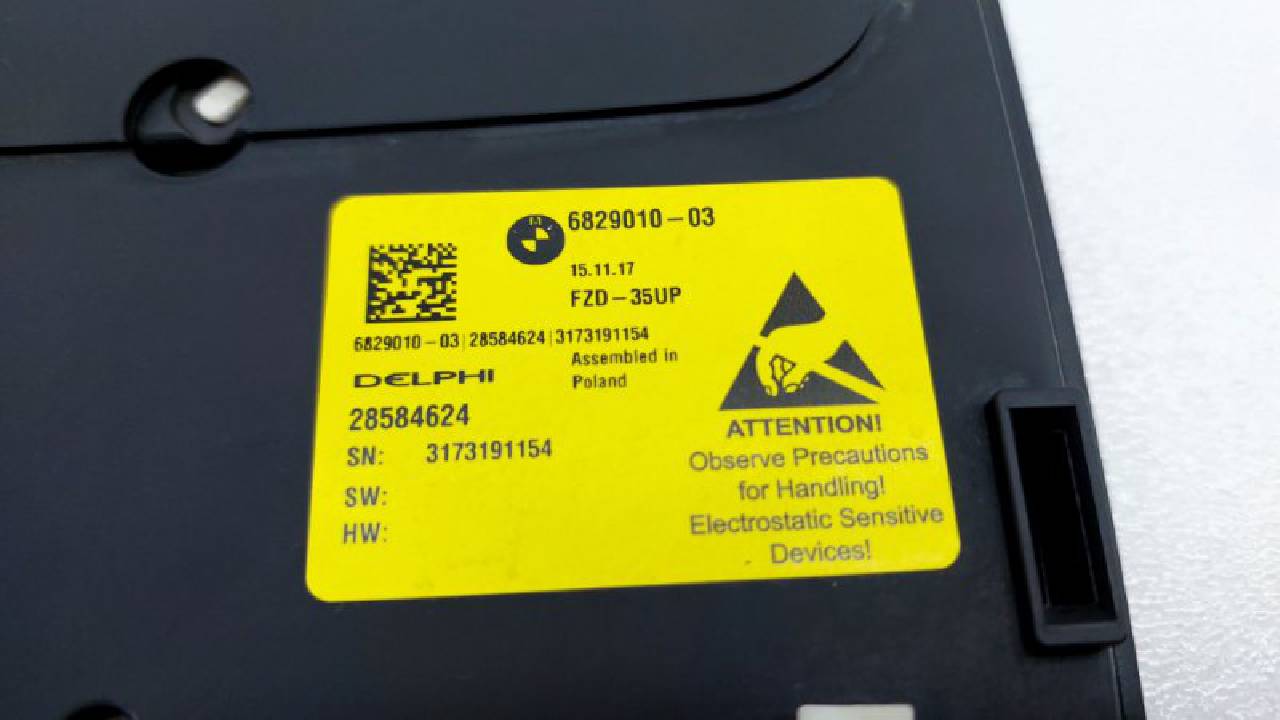 6829010-03
15.11.17
FZD-35UP
6829010-03|28584624|3173191154
Assembled in
Poland
DELPHI
28584624
SN: 3173191154
SW:
HW:
ATTENTION!
Observe Precautions
for Handling!
Electrostatic Sensitive
Devices!